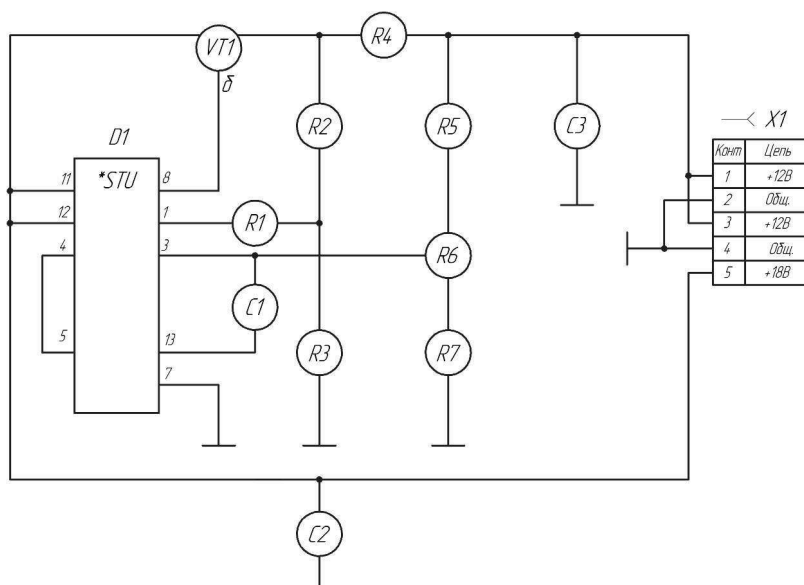 VT1
R4
б
R2
R5
C3
X1
D1
Конт Цепь
*STU
1 +12В
2 Общ.
3 +12В
4 Общ.
5 +18В
11
8
12
1
R1
4
3
R6
C1
5
13
R3
R7
7
C2